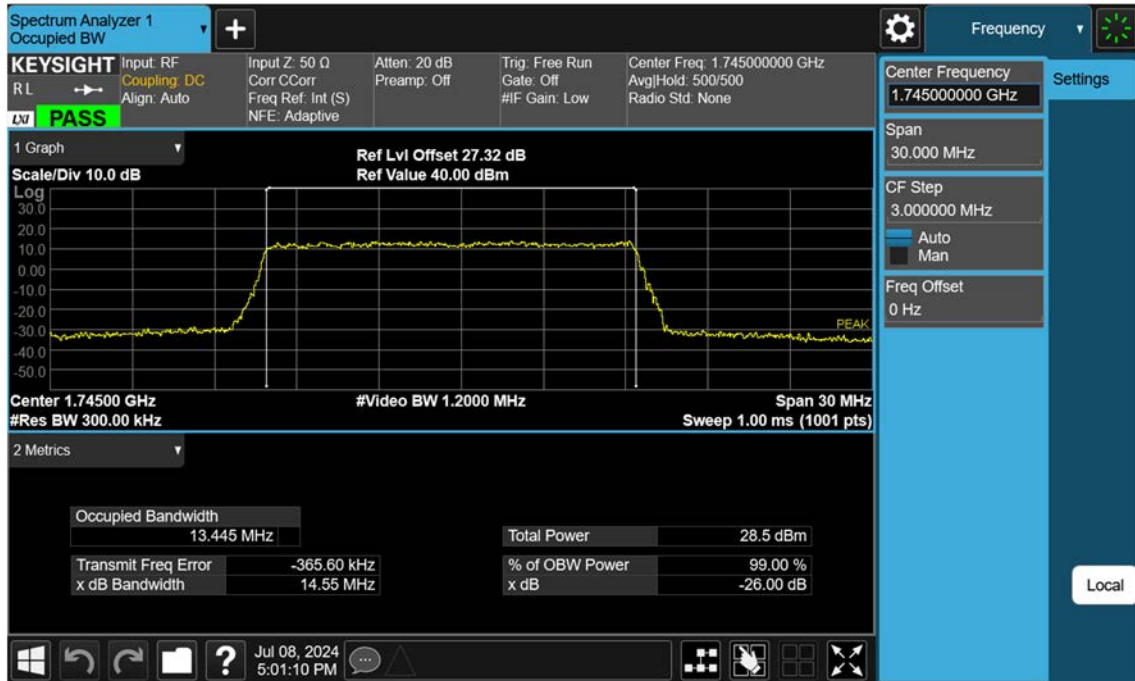 Spectrum Analyzer 1
Occupied BW
Frequency
KEYSIGHT
R L
LXI
PASS
Input: RF
Coupling: DC
Align: Auto
Input Z: 50 Ω
Corr CCorr
Freq Ref: Int (S)
NFE: Adaptive
Atten: 20 dB
Preamp: Off
Trig: Free Run
Gate: Off
#IF Gain: Low
Center Freq: 1.745000000 GHz
Avg|Hold: 500/500
Radio Std: None
Center Frequency
1.745000000 GHz
Settings
Span
30.000 MHz
CF Step
3.000000 MHz
Auto
Man
Freq Offset
0 Hz
Local
1 Graph
Scale/Div 10.0 dB
Ref Lvl Offset 27.32 dB
Ref Value 40.00 dBm
Log
30.0
20.0
10.0
0.00
-10.0
-20.0
-30.0
-40.0
-50.0
PEAK
Center 1.74500 GHz
#Video BW 1.2000 MHz
Span 30 MHz
#Res BW 300.00 kHz
Sweep 1.00 ms (1001 pts)
2 Metrics
Occupied Bandwidth
13.445 MHz
Total Power 28.5 dBm
Transmit Freq Error -365.60 kHz
% of OBW Power 99.00 %
x dB Bandwidth 14.55 MHz
x dB -26.00 dB
?
Jul 08, 2024
5:01:10 PM